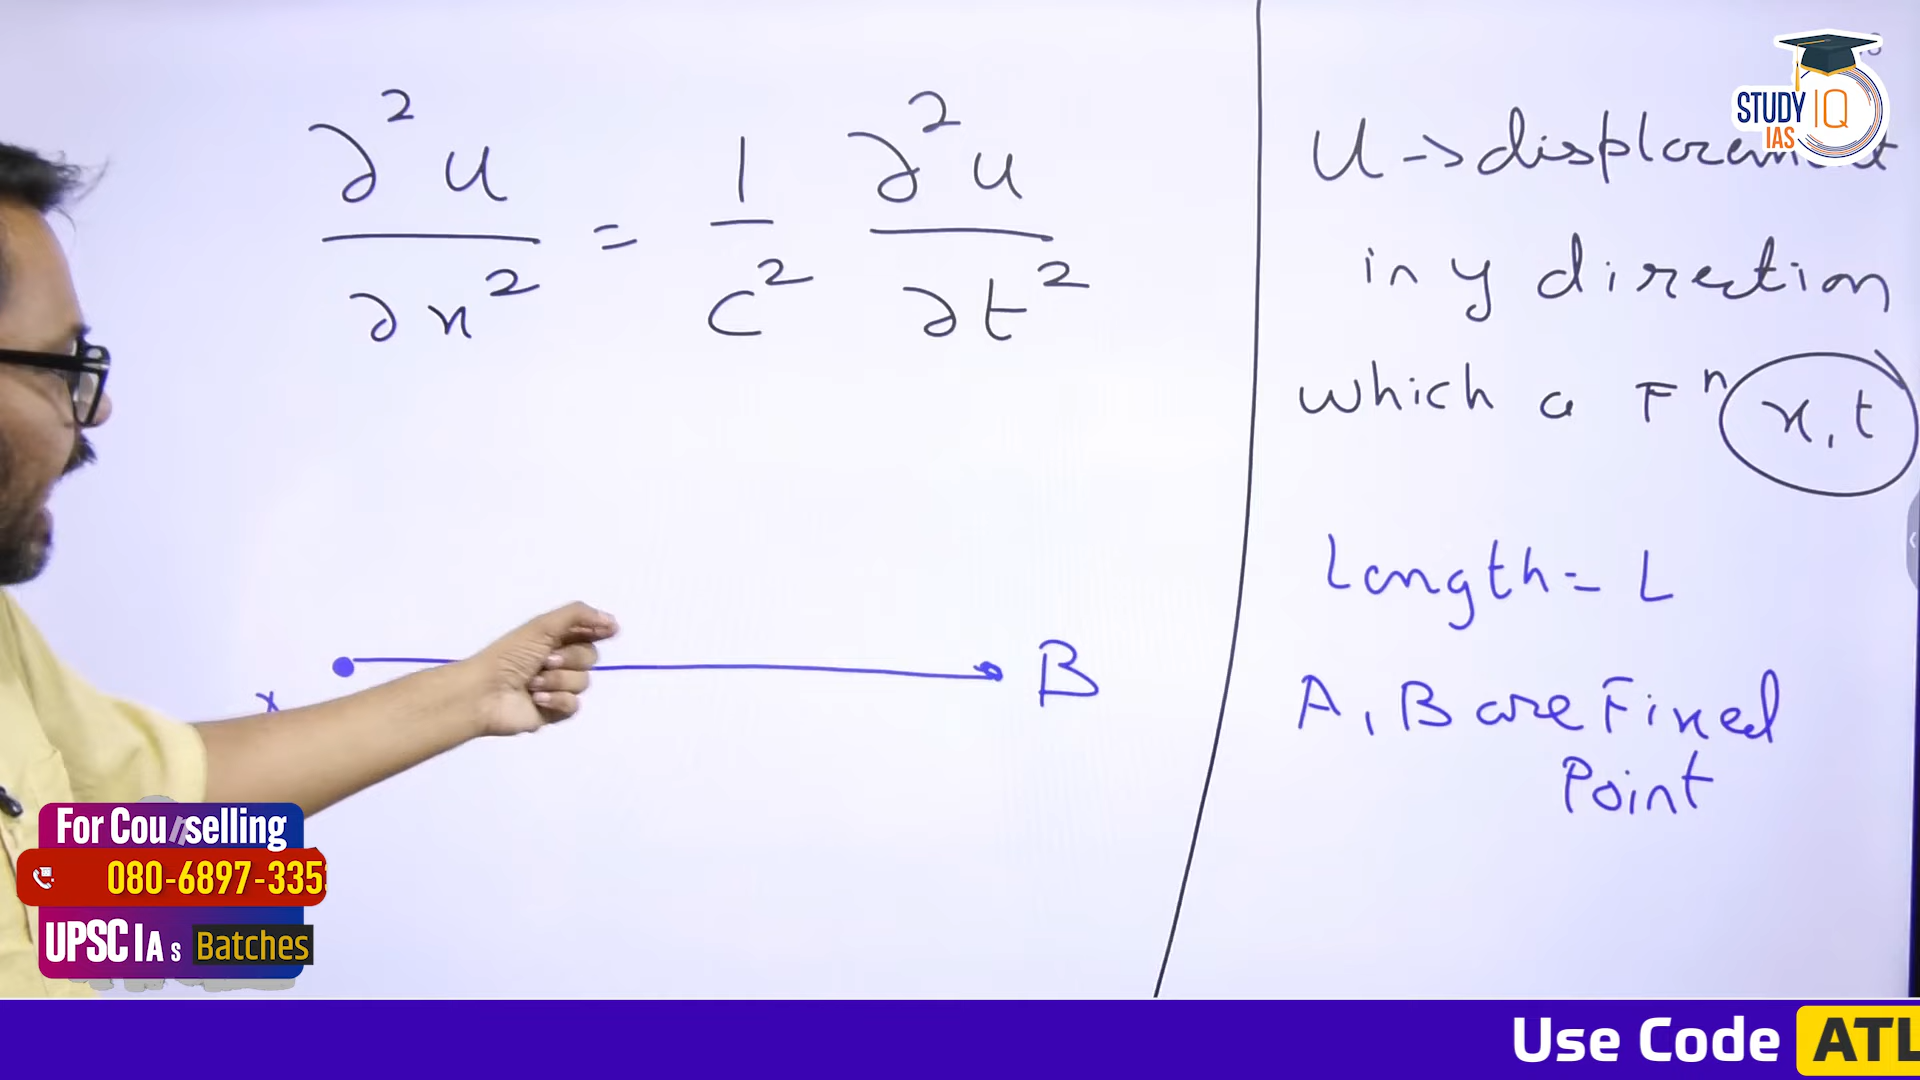 ∂²u/∂x² = 1/c² ∂²u/∂t²
B
U → displacement
in y direction
which a Fⁿ x, t
Length = L
A, B are Fixed
Point
STUDY IQ
IAS
For Counselling
080-6897-335
UPSC IAs Batches
Use Code ATL